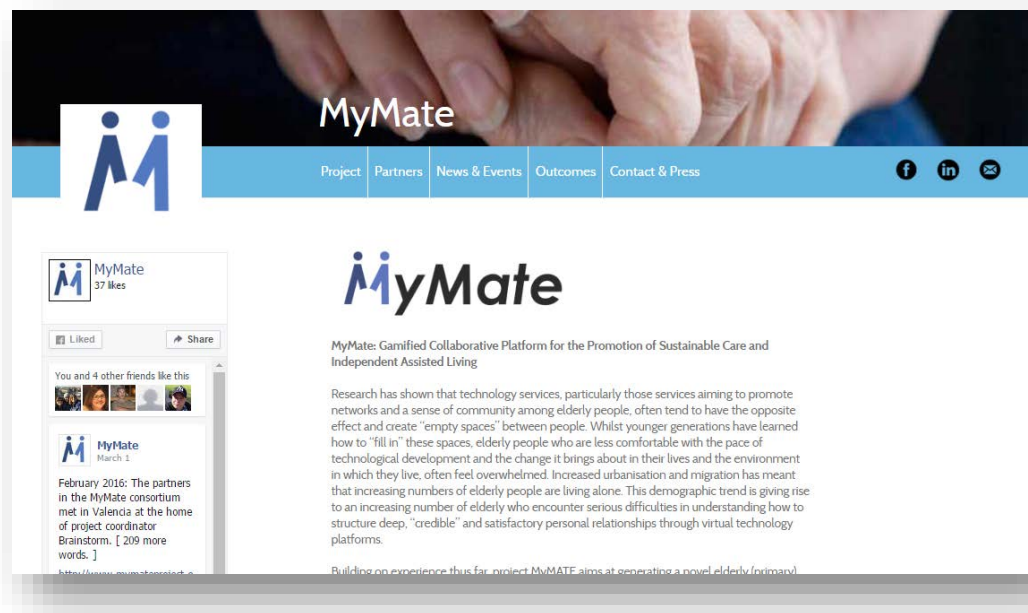 MyMate
Project
Partners
News & Events
Outcomes
Contact & Press
MyMate
37 likes
Liked
Share
You and 4 other friends like this
MyMate
March 1
February 2016: The partners
in the MyMate consortium
met in Valencia at the home
of project coordinator
Brainstorm. [ 209 more
words. ]
MyMate
MyMate: Gamified Collaborative Platform for the Promotion of Sustainable Care and
Independent Assisted Living
Research has shown that technology services, particularly those services aiming to promote
networks and a sense of community among elderly people, often tend to have the opposite
effect and create “empty spaces” between people. Whilst younger generations have learned
how to “fill in” these spaces, elderly people who are less comfortable with the pace of
technological development and the change it brings about in their lives and the environment
in which they live, often feel overwhelmed. Increased urbanisation and migration has meant
that increasing numbers of elderly people are living alone. This demographic trend is giving rise
to an increasing number of elderly who encounter serious difficulties in understanding how to
structure deep, “credible” and satisfactory personal relationships through virtual technology
platforms.
Building on experience thus far, project MyMATE aims at generating a novel elderly (primary)